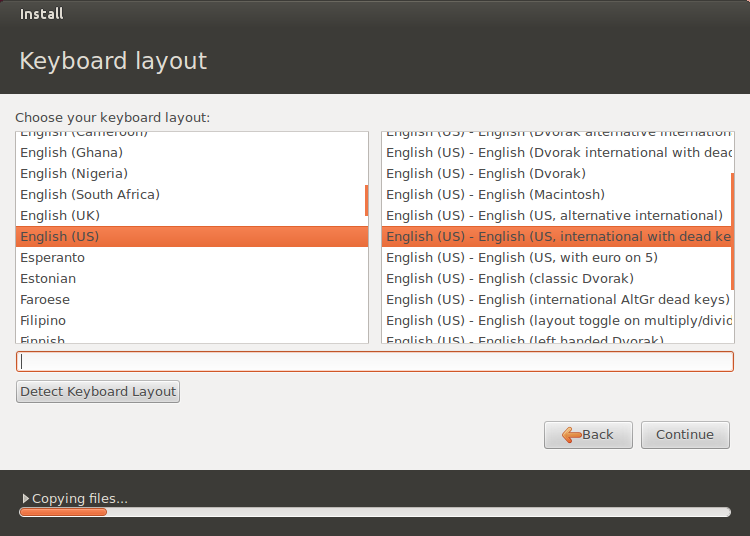 Install
Keyboard layout
Choose your keyboard layout:
English (Cameroon)
English (Ghana)
English (Nigeria)
English (South Africa)
English (UK)
English (US)
Esperanto
Estonian
Faroese
Filipino
Finnish
English (US) - English (Dvorak alternative internation
English (US) - English (Dvorak international with dead
English (US) - English (Dvorak)
English (US) - English (Macintosh)
English (US) - English (US, alternative international)
English (US) - English (US, international with dead ke
English (US) - English (US, with euro on 5)
English (US) - English (classic Dvorak)
English (US) - English (international AltGr dead keys)
English (US) - English (layout toggle on multiply/divid
English (US) - English (left handed Dvorak)
Detect Keyboard Layout
Back
Continue
Copying files...